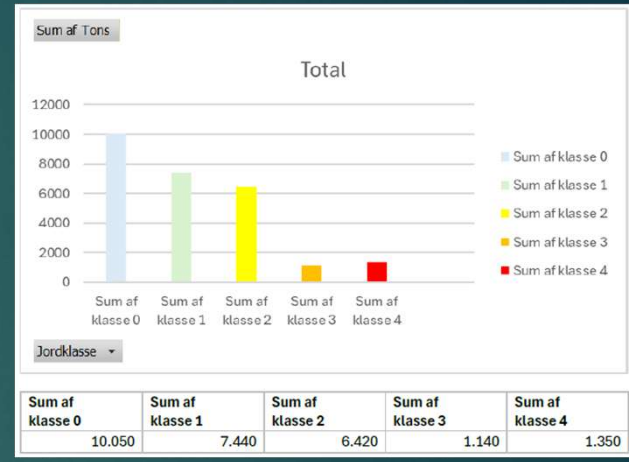 Sum af Tons
Total
12000
10000
8000
6000
4000
2000
0
Sum af klasse 0
Sum af klasse 1
Sum af klasse 2
Sum af klasse 3
Sum af klasse 4
Sum af Sum af Sum af Sum af Sum af
klasse 0 klasse 1 klasse 2 klasse 3 klasse 4
Jordklasse
Sum af Sum af Sum af Sum af Sum af
klasse 0 klasse 1 klasse 2 klasse 3 klasse 4
10.050 7.440 6.420 1.140 1.350